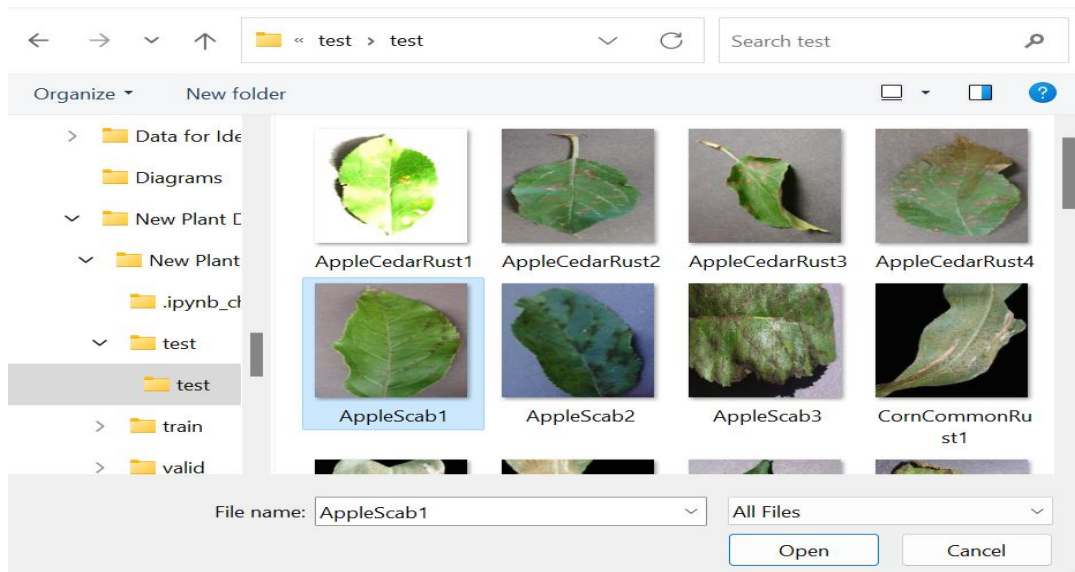 « test > test
Search test
Organize
New folder
Data for Ide
Diagrams
New Plant D
New Plant
.ipynb_ch
test
test
train
valid
AppleCedarRust1
AppleCedarRust2
AppleCedarRust3
AppleCedarRust4
AppleScab1
AppleScab2
AppleScab3
CornCommonRu
st1
File name:
AppleScab1
All Files
Open
Cancel